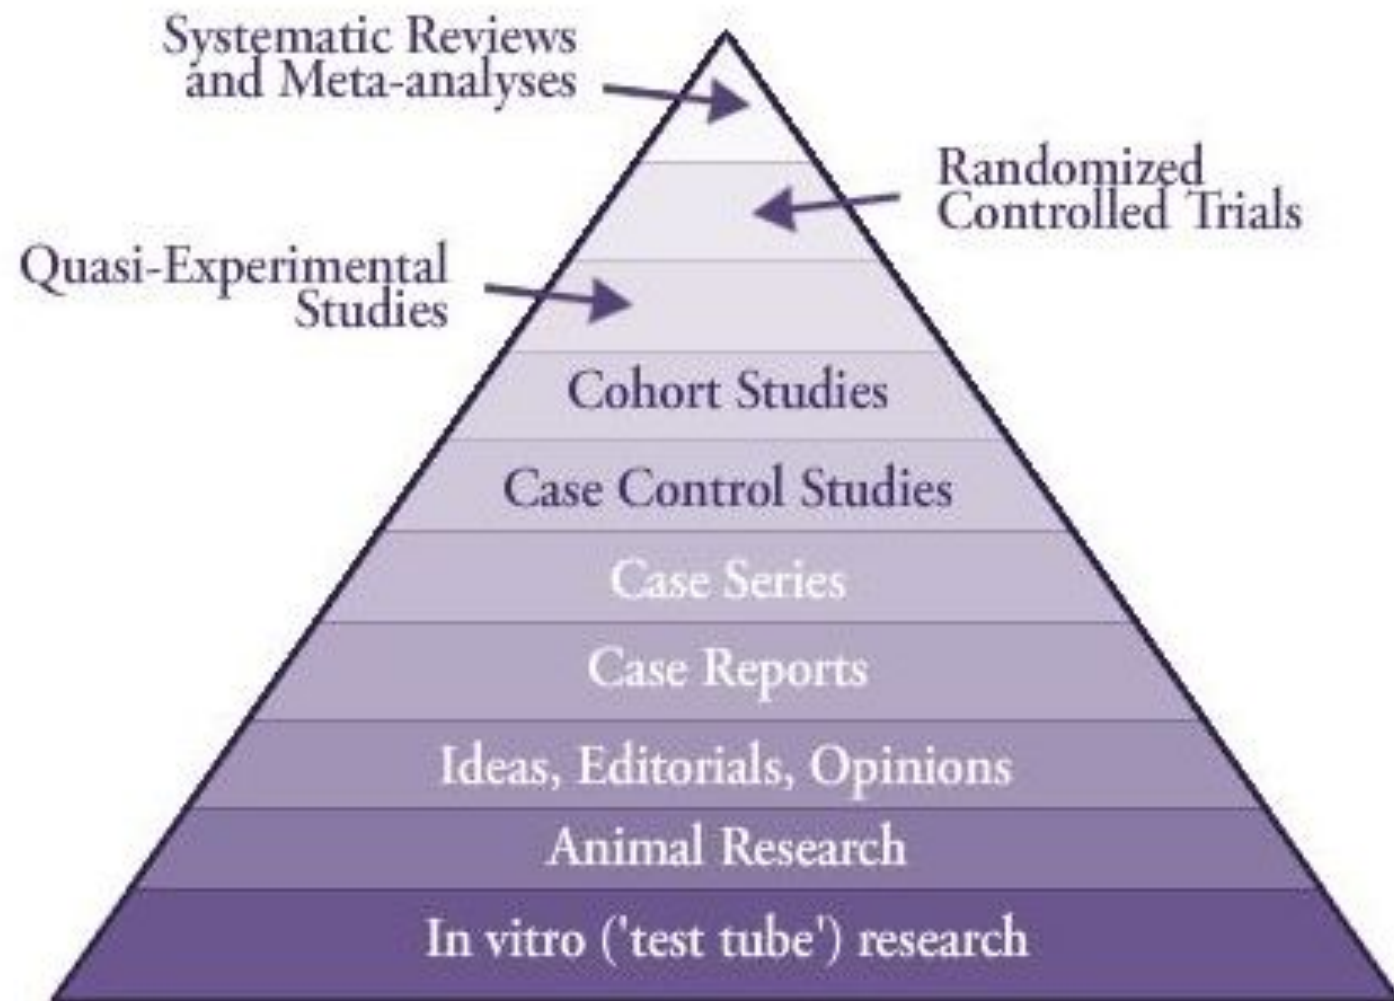 Systematic Reviews
and Meta-analyses
Randomized
Controlled Trials
Quasi-Experimental
Studies
Cohort Studies
Case Control Studies
Case Series
Case Reports
Ideas, Editorials, Opinions
Animal Research
In vitro ('test tube') research